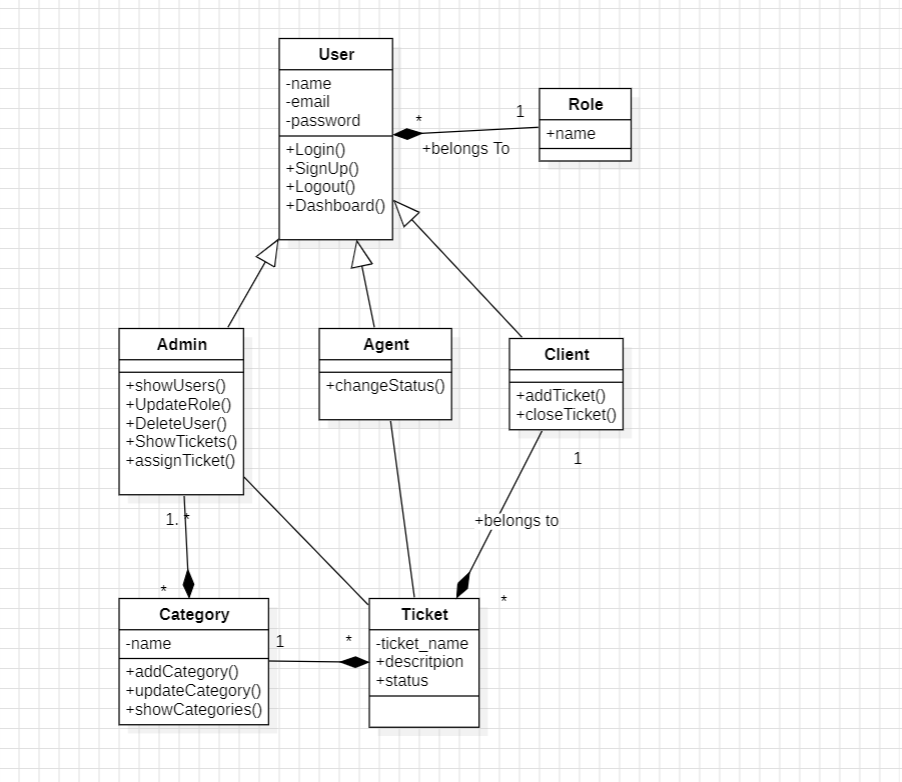 User
-name
-email
-password
+Login()
+SignUp()
+Logout()
+Dashboard()
*
1
+belongs To
Role
+name
Admin
+showUsers()
+UpdateRole()
+DeleteUser()
+ShowTickets()
+assignTicket()
Agent
+changeStatus()
Client
+addTicket()
+closeTicket()
1
+belongs to
*
1. *
*
Category
-name
+addCategory()
+updateCategory()
+showCategories()
1
*
Ticket
-ticket_name
+descritpion
+status